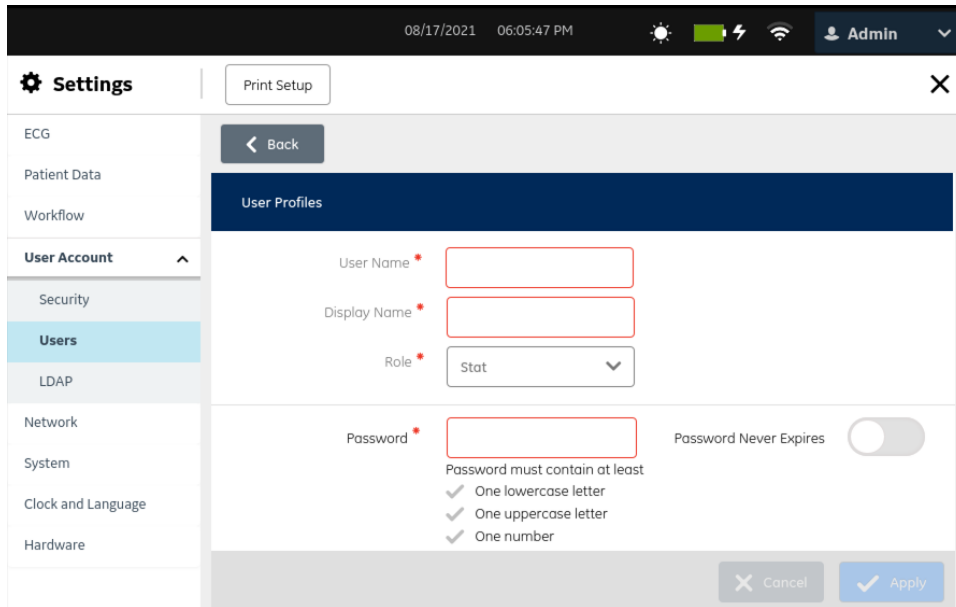 08/17/2021 06:05:47 PM Admin
Settings
Print Setup
ECG
Patient Data
Workflow
User Account
Security
Users
LDAP
Network
System
Clock and Language
Hardware
Back
User Profiles
User Name *
Display Name *
Role * Stat
Password * Password Never Expires
Password must contain at least
One lowercase letter
One uppercase letter
One number
Cancel Apply